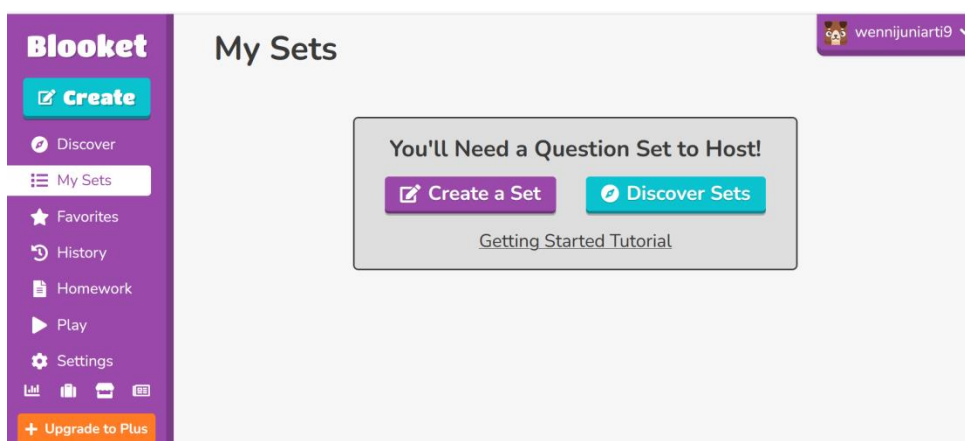 Blooket
Create
Discover
My Sets
Favorites
History
Homework
Play
Settings
+ Upgrade to Plus
My Sets
wennijuniarti9
You'll Need a Question Set to Host!
Create a Set
Discover Sets
Getting Started Tutorial